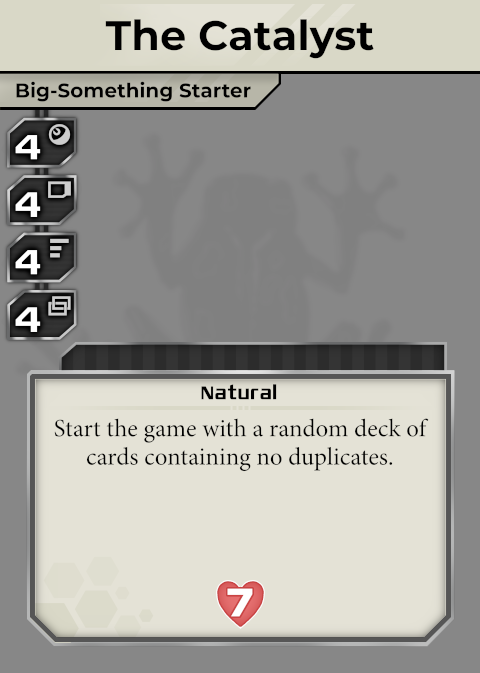 The Catalyst
Big-Something Starter
4
4
4
4
Natural
Start the game with a random deck of
cards containing no duplicates.
7